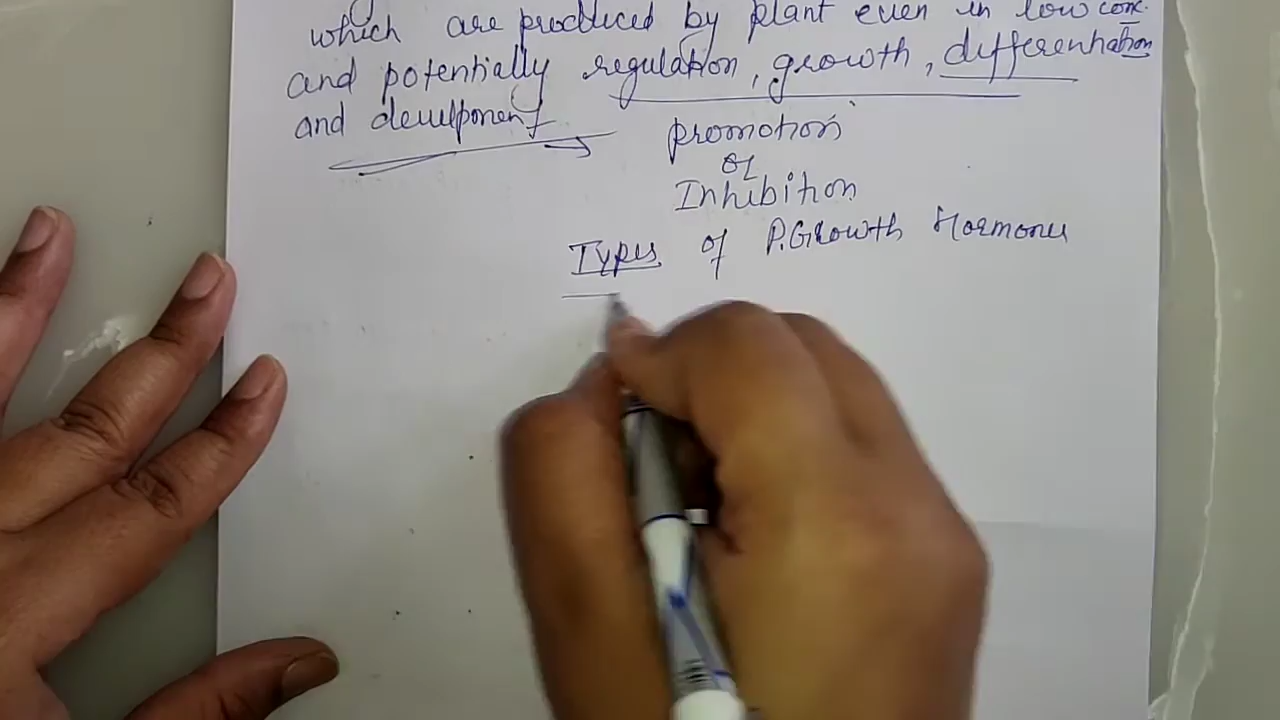 which are produced by plant even in low conc.
and potentially regulation, growth, differentiation
and development
promotion
or
Inhibition
Types of P.Growth Hormones